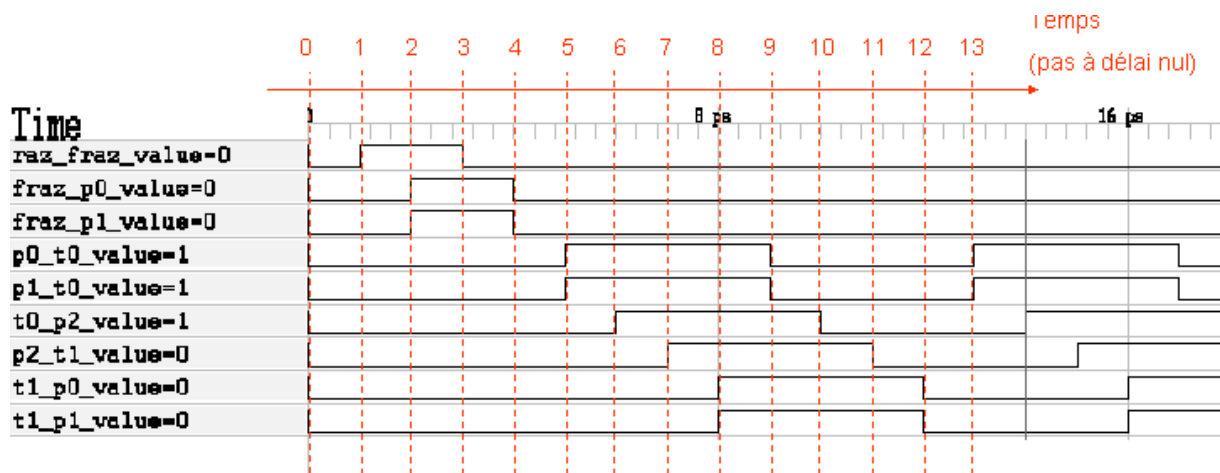 Temps
0 1 2 3 4 5 6 7 8 9 10 11 12 13
(pas à délai nul)
Time
8 ps
16 ps
raz_fraz_value=0
fraz_p0_value=0
fraz_p1_value=0
p0_t0_value=1
p1_t0_value=1
t0_p2_value=1
p2_t1_value=0
t1_p0_value=0
t1_p1_value=0